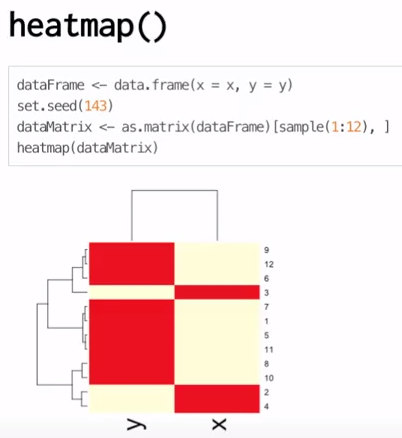 heatmap()
dataFrame <- data.frame(x = x, y = y)
set.seed(143)
dataMatrix <- as.matrix(dataFrame)[sample(1:12), ]
heatmap(dataMatrix)
9
12
6
3
7
1
5
11
8
10
2
4
y
x